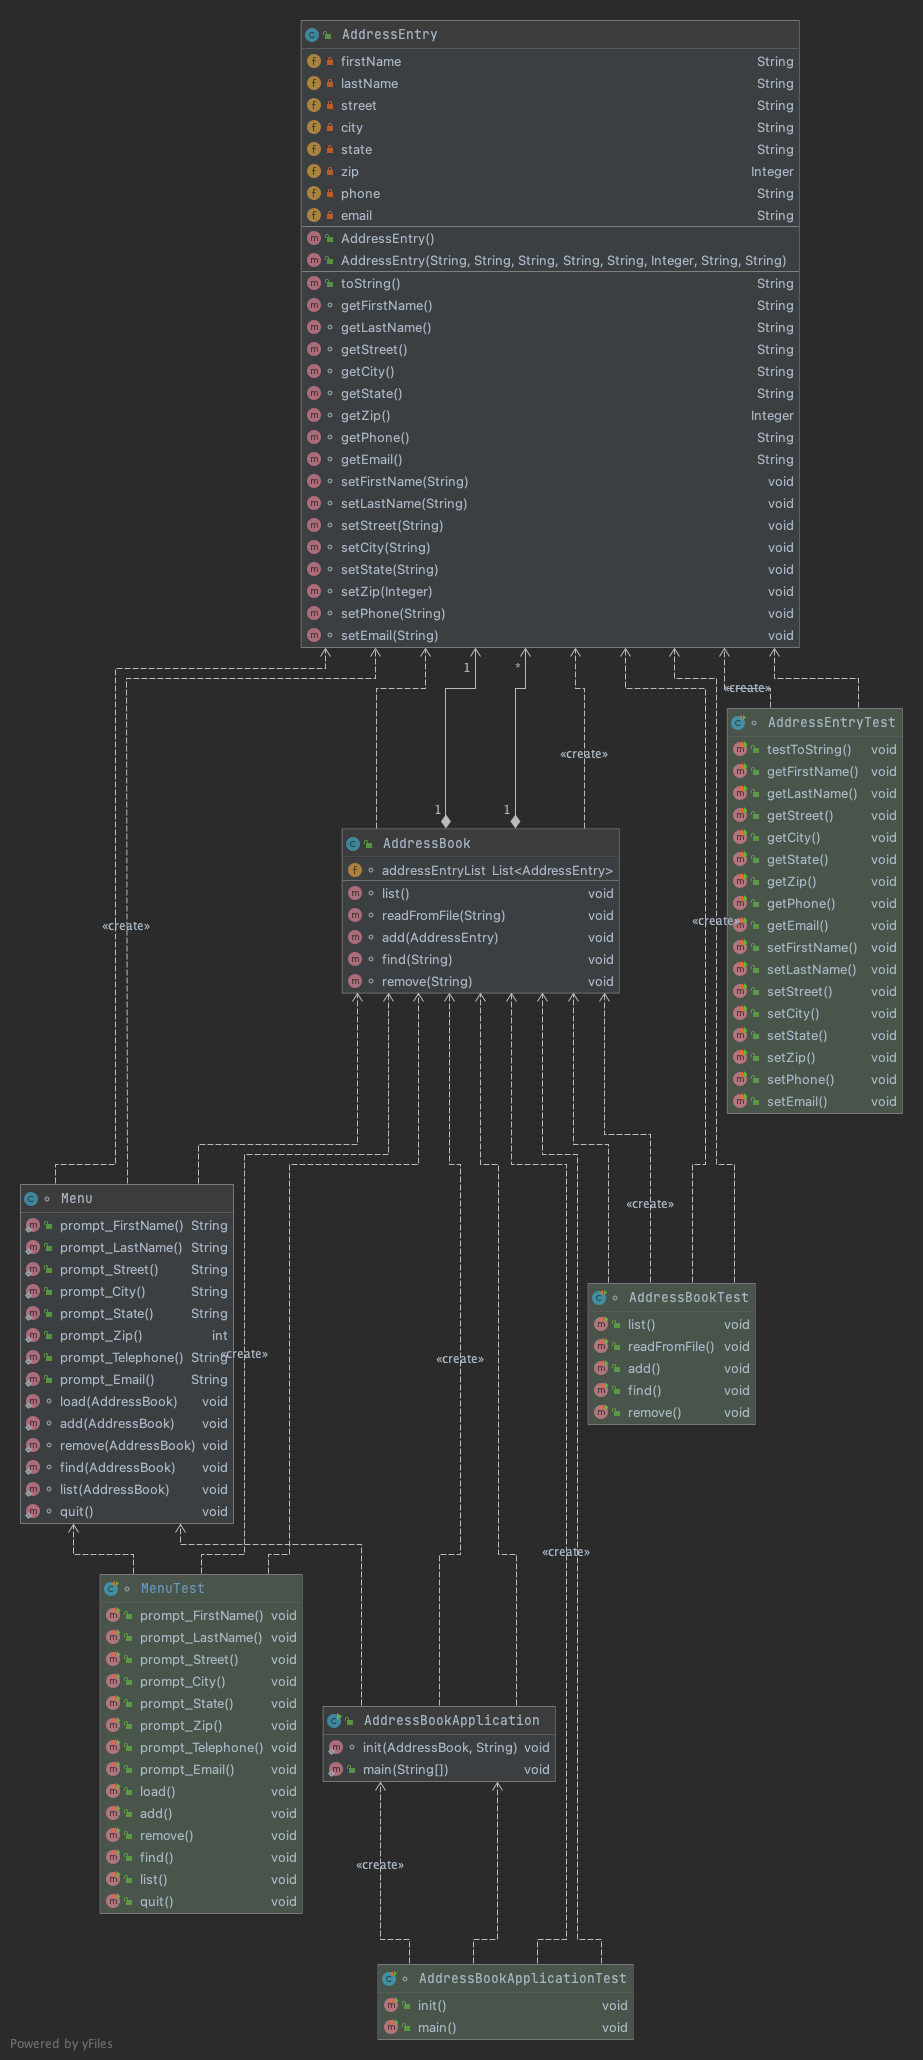 AddressEntry
firstName String
lastName String
street String
city String
state String
zip Integer
phone String
email String
AddressEntry()
AddressEntry(String, String, String, String, String, Integer, String, String)
toString() String
getFirstName() String
getLastName() String
getStreet() String
getCity() String
getState() String
getZip() Integer
getPhone() String
getEmail() String
setFirstName(String) void
setLastName(String) void
setStreet(String) void
setCity(String) void
setState(String) void
setZip(Integer) void
setPhone(String) void
setEmail(String) void
1 *
«create»
AddressEntryTest
testToString() void
getFirstName() void
getLastName() void
getStreet() void
getCity() void
getState() void
getZip() void
getPhone() void
getEmail() void
setFirstName() void
setLastName() void
setStreet() void
setCity() void
setState() void
setZip() void
setPhone() void
setEmail() void
«create»
1 1
AddressBook
addressEntryList List<AddressEntry>
list() void
readFromFile(String) void
add(AddressEntry) void
find(String) void
remove(String) void
«create»
«create»
Menu
prompt_FirstName() String
prompt_LastName() String
prompt_Street() String
prompt_City() String
prompt_State() String
prompt_Zip() int
prompt_Telephone() String
prompt_Email() String
load(AddressBook) void
add(AddressBook) void
remove(AddressBook) void
find(AddressBook) void
list(AddressBook) void
quit() void
«create»
«create»
«create»
AddressBookTest
list() void
readFromFile() void
add() void
find() void
remove() void
«create»
MenuTest
prompt_FirstName() void
prompt_LastName() void
prompt_Street() void
prompt_City() void
prompt_State() void
prompt_Zip() void
prompt_Telephone() void
prompt_Email() void
load() void
add() void
remove() void
find() void
list() void
quit() void
AddressBookApplication
init(AddressBook, String) void
main(String[]) void
«create»
AddressBookApplicationTest
init() void
main() void
Powered by yFiles